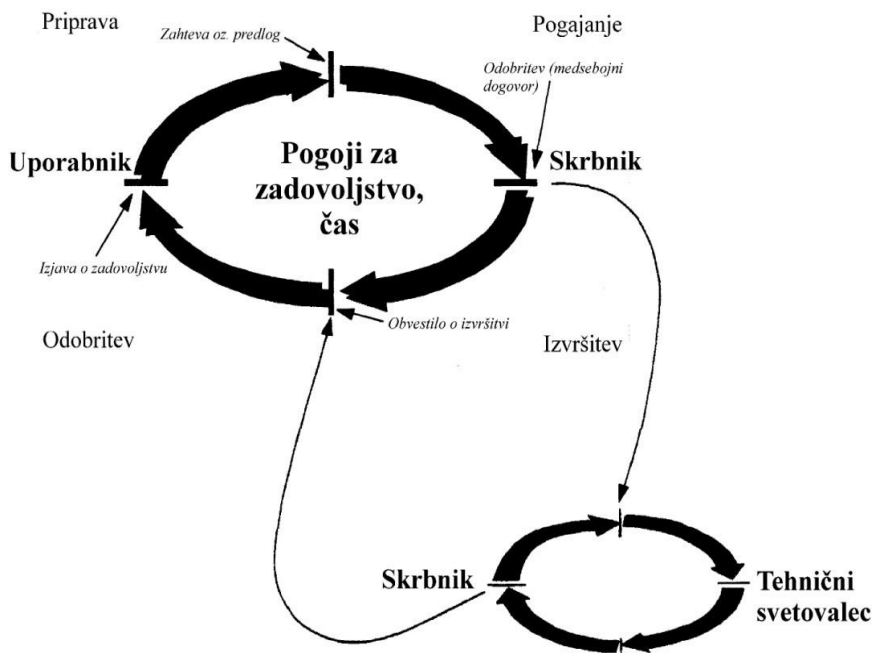 Priprava
Zahteva oz. predlog
Pogajanje
Odobritev (medsebojni
dogovor)
Uporabnik
Pogoji za
zadovoljstvo,
čas
Skrbnik
Izjava o zadovoljstvu
Obvestilo o izvršitvi
Odobritev
Izvršitev
Skrbnik
Tehnični
svetovalec